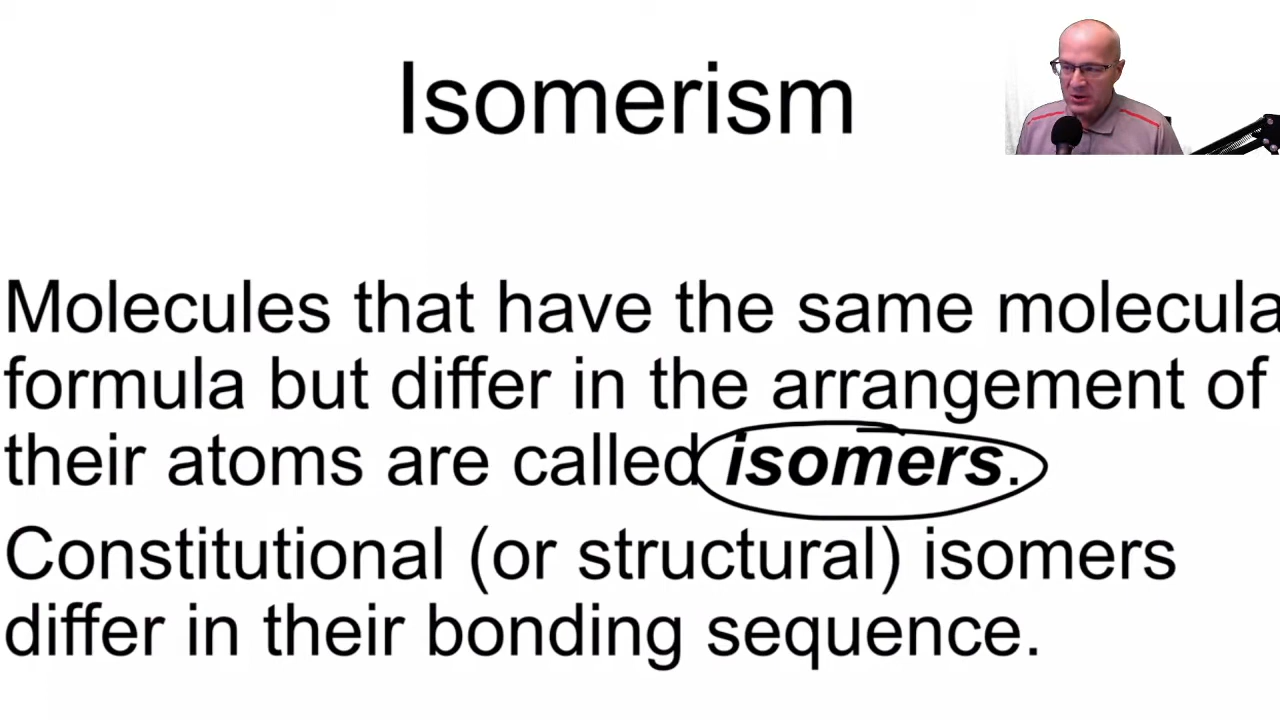 Isomerism
Molecules that have the same molecula
formula but differ in the arrangement of
their atoms are called isomers.
Constitutional (or structural) isomers
differ in their bonding sequence.